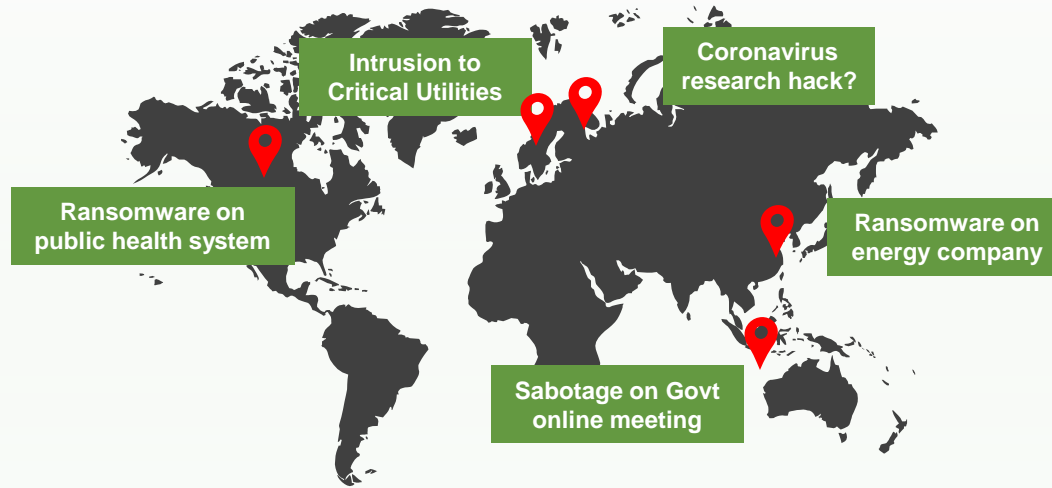 Intrusion to
Critical Utilities
Coronavirus
research hack?
Ransomware on
public health system
Ransomware on
energy company
Sabotage on Govt
online meeting